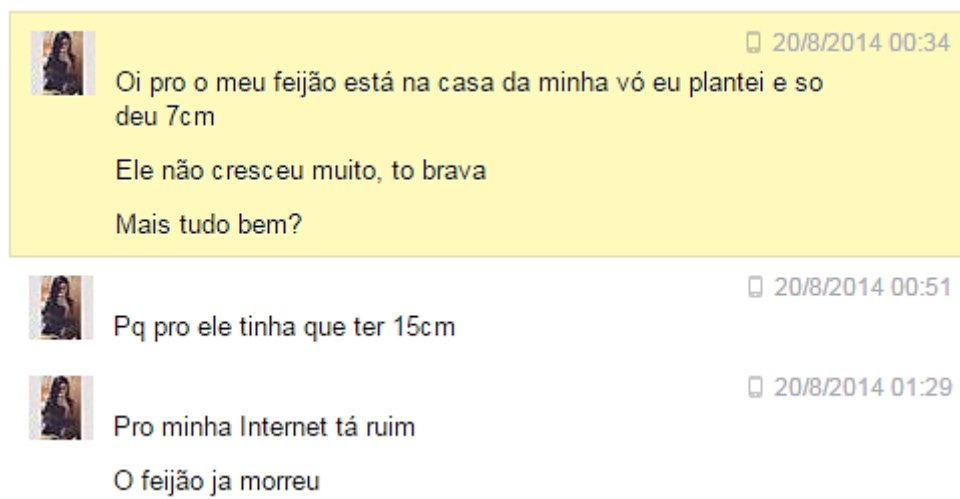 20/8/2014 00:34
Oi pro o meu feijão está na casa da minha vó eu plantei e so
deu 7cm
Ele não cresceu muito, to brava
Mais tudo bem?
20/8/2014 00:51
Pq pro ele tinha que ter 15cm
20/8/2014 01:29
Pro minha Internet tá ruim
O feijão ja morreu